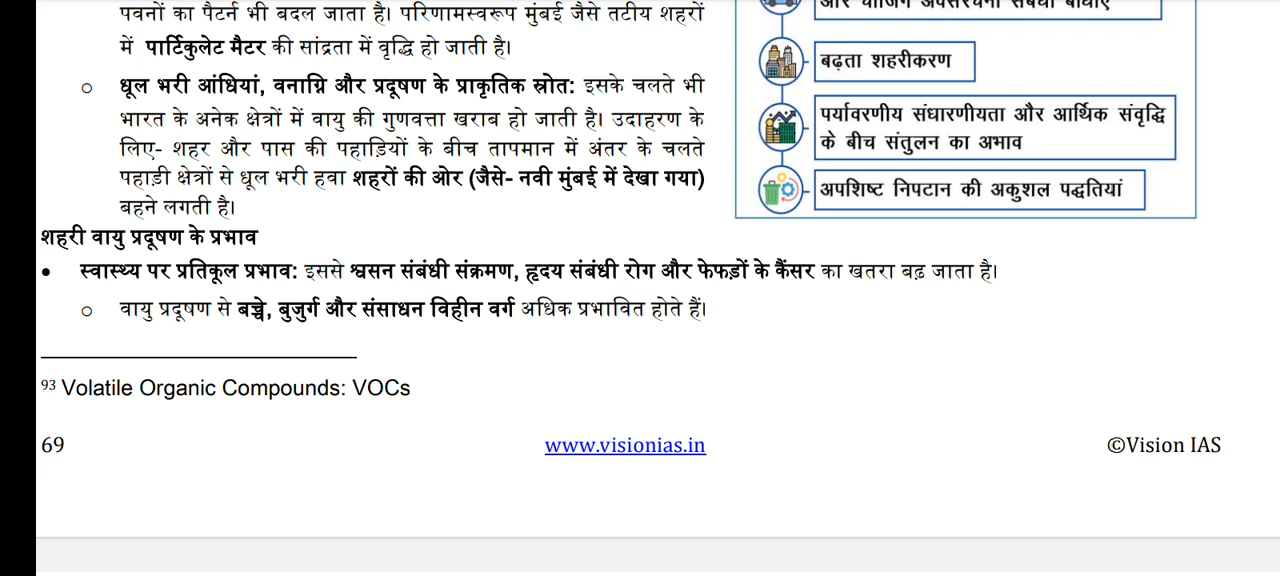 पवनों का पैटर्न भी बदल जाता है। परिणामस्वरूप मुंबई जैसे तटीय शहरों
में पार्टिकुलेट मैटर की सांद्रता में वृद्धि हो जाती है।
o धूल भरी आंधियां, वनाग्नि और प्रदूषण के प्राकृतिक स्रोत: इसके चलते भी
भारत के अनेक क्षेत्रों में वायु की गुणवत्ता खराब हो जाती है। उदाहरण के
लिए- शहर और पास की पहाड़ियों के बीच तापमान में अंतर के चलते
पहाड़ी क्षेत्रों से धूल भरी हवा शहरों की ओर (जैसे- नवी मुंबई में देखा गया)
बहने लगती है।
और चार्जिंग अवसंरचना संबंधी बाधाएं
बढ़ता शहरीकरण
पर्यावरणीय संधारणीयता और आर्थिक संवृद्धि
के बीच संतुलन का अभाव
अपशिष्ट निपटान की अकुशल पद्धतियां
शहरी वायु प्रदूषण के प्रभाव
• स्वास्थ्य पर प्रतिकूल प्रभाव: इससे श्वसन संबंधी संक्रमण, हृदय संबंधी रोग और फेफड़ों के कैंसर का खतरा बढ़ जाता है।
o वायु प्रदूषण से बच्चे, बुजुर्ग और संसाधन विहीन वर्ग अधिक प्रभावित होते हैं।
93 Volatile Organic Compounds: VOCs
69 www.visionias.in ©Vision IAS